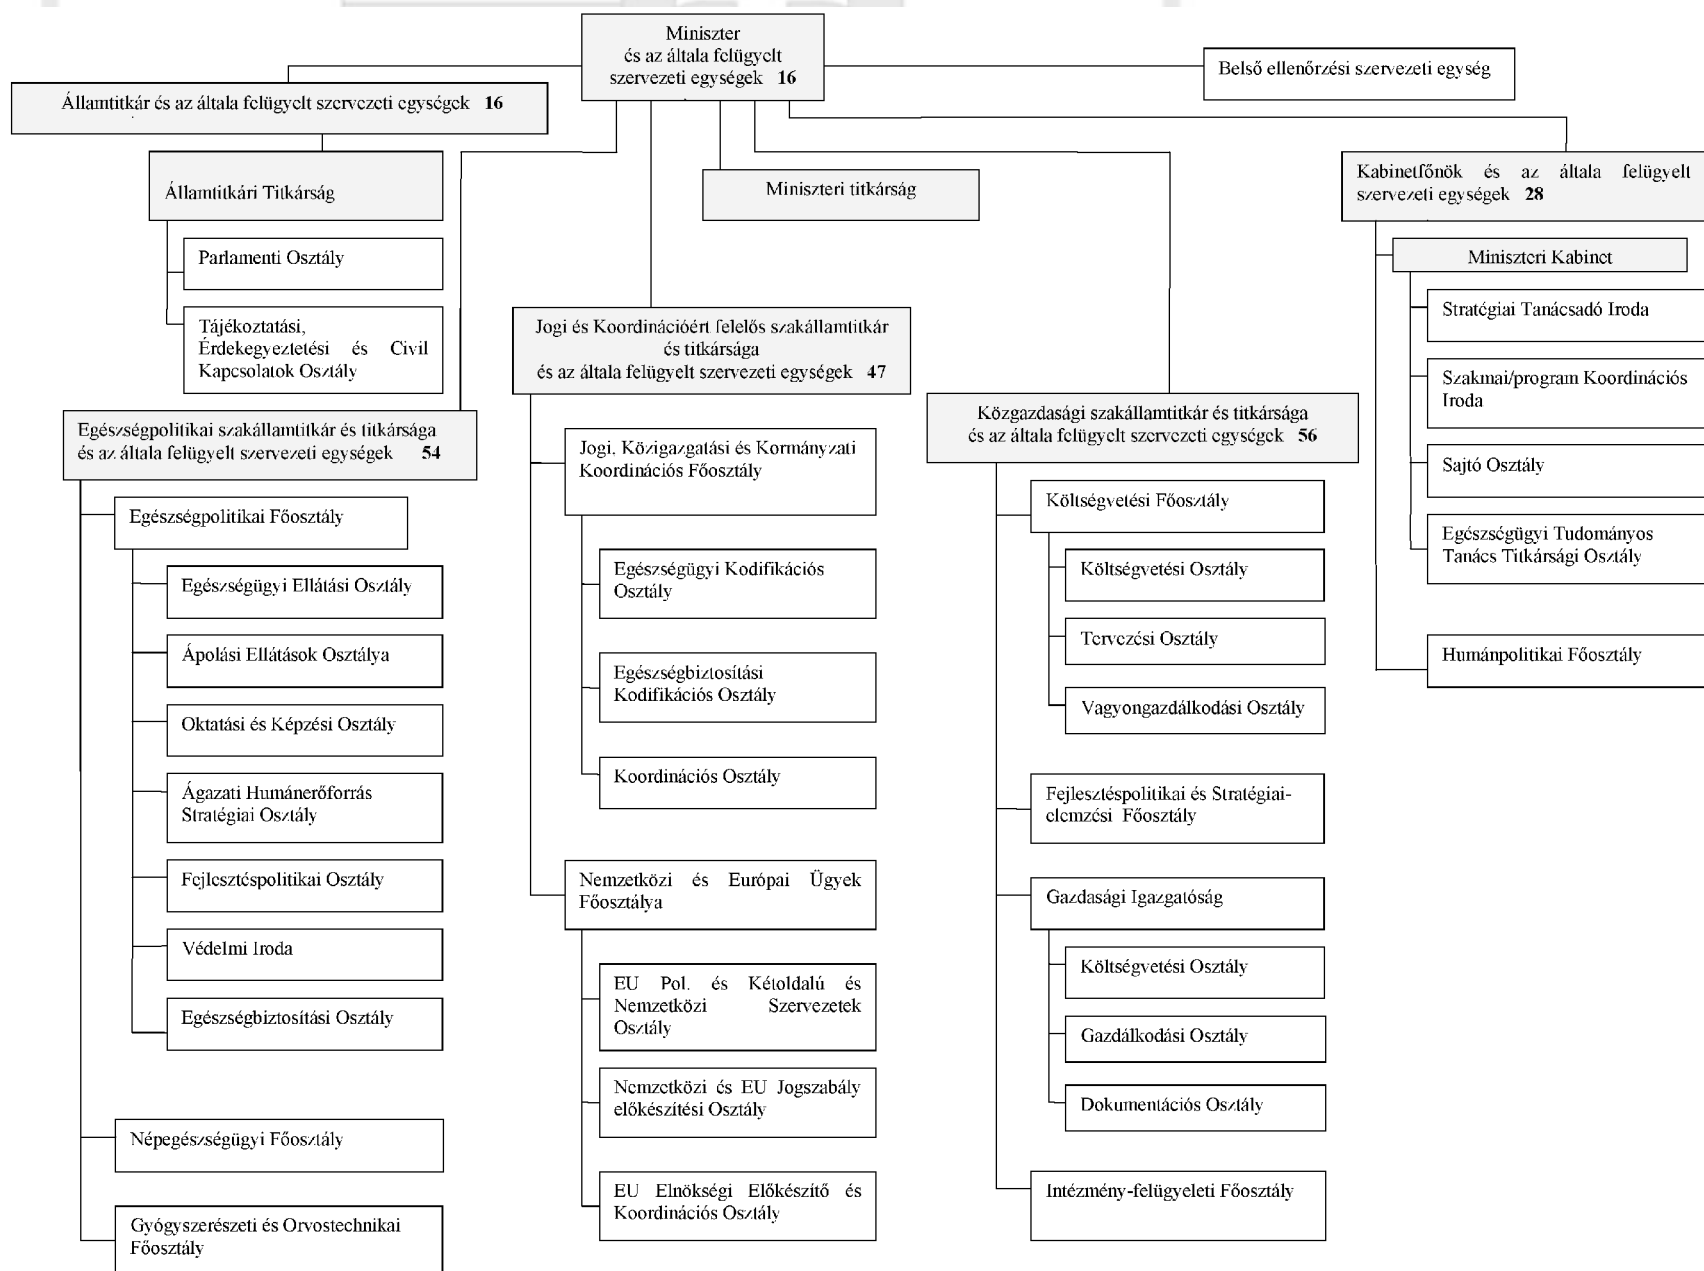 Miniszter
és az általa felügyelt
szervezeti egységek 16
Belső ellenőrzési szervezeti egység
Államtitkár és az általa felügyelt szervezeti egységek 16
Államtitkári Titkárság
Parlamenti Osztály
Tájékoztatási,
Érdekegyeztetési és Civil
Kapcsolatok Osztály
Miniszteri titkárság
Kabinetfőnök és az általa felügyelt
szervezeti egységek 28
Miniszteri Kabinet
Stratégiai Tanácsadó Iroda
Szakmai/program Koordinációs
Iroda
Sajtó Osztály
Egészségügyi Tudományos
Tanács Titkársági Osztály
Humánpolitikai Főosztály
Egészségpolitikai szakállamtitkár és titkársága
és az általa felügyelt szervezeti egységek 54
Egészségpolitikai Főosztály
Egészségügyi Ellátási Osztály
Ápolási Ellátások Osztálya
Oktatási és Képzési Osztály
Ágazati Humánerőforrás
Stratégiai Osztály
Fejlesztéspolitikai Osztály
Védelmi Iroda
Egészségbiztosítási Osztály
Népegészségügyi Főosztály
Gyógyszerészeti és Orvostechnikai
Főosztály
Jogi és Koordinációért felelős szakállamtitkár
és titkársága
és az általa felügyelt szervezeti egységek 47
Jogi, Közigazgatási és Kormányzati
Koordinációs Főosztály
Egészségügyi Kodifikációs
Osztály
Egészségbiztosítási
Kodifikációs Osztály
Koordinációs Osztály
Nemzetközi és Európai Ügyek
Főosztálya
EU Pol. és Kétoldalú és
Nemzetközi Szervezetek
Osztály
Nemzetközi és EU Jogszabály
előkészítési Osztály
EU Elnökségi Előkészítő és
Koordinációs Osztály
Közgazdasági szakállamtitkár és titkársága
és az általa felügyelt szervezeti egységek 56
Költségvetési Főosztály
Költségvetési Osztály
Tervezési Osztály
Vagyongazdálkodási Osztály
Fejlesztéspolitikai és Stratégiai-
elemzési Főosztály
Gazdasági Igazgatóság
Költségvetési Osztály
Gazdálkodási Osztály
Dokumentációs Osztály
Intézmény-felügyeleti Főosztály